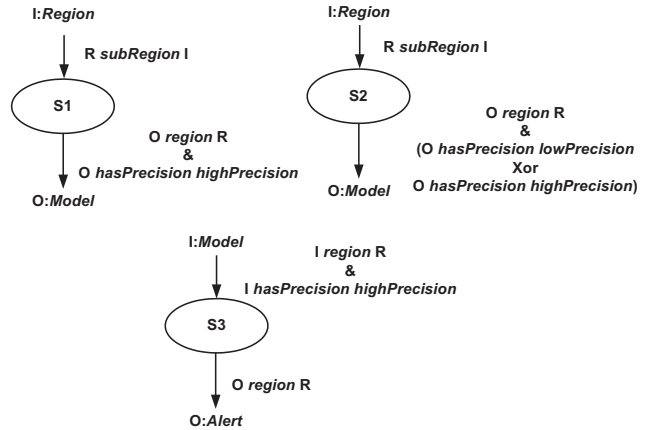 I:Region
R subRegion I
S1
O region R
&
O hasPrecision highPrecision
O:Model
I:Region
R subRegion I
S2
O region R
&
(O hasPrecision lowPrecision
Xor
O hasPrecision highPrecision)
O:Model
I:Model
I region R
&
I hasPrecision highPrecision
S3
O region R
O:Alert